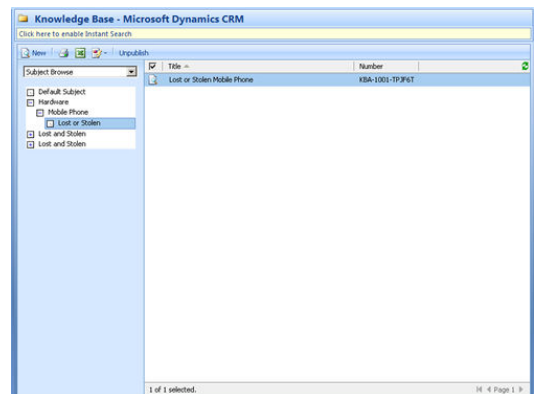 Knowledge Base - Microsoft Dynamics CRM
Click here to enable Instant Search
New Unpublish
Subject Browse
Title Number
Lost or Stolen Mobile Phone KBA-1001-TPJF6T
Default Subject
Hardware
Mobile Phone
Lost or Stolen
Lost and Stolen
Lost and Stolen
1 of 1 selected. Page 1